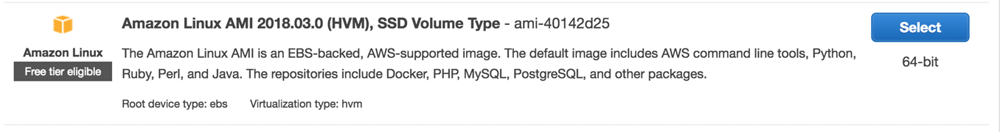 Amazon Linux AMI 2018.03.0 (HVM), SSD Volume Type - ami-40142d25
Select
Amazon Linux
Free tier eligible
The Amazon Linux AMI is an EBS-backed, AWS-supported image. The default image includes AWS command line tools, Python,
Ruby, Perl, and Java. The repositories include Docker, PHP, MySQL, PostgreSQL, and other packages.
64-bit
Root device type: ebs Virtualization type: hvm